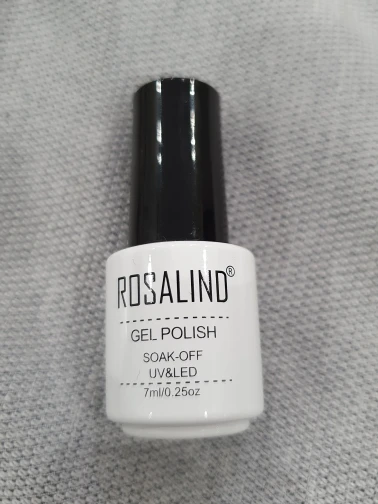 ROSALIND®
GEL POLISH
SOAK-OFF
UV&LED
7ml/0.25oz